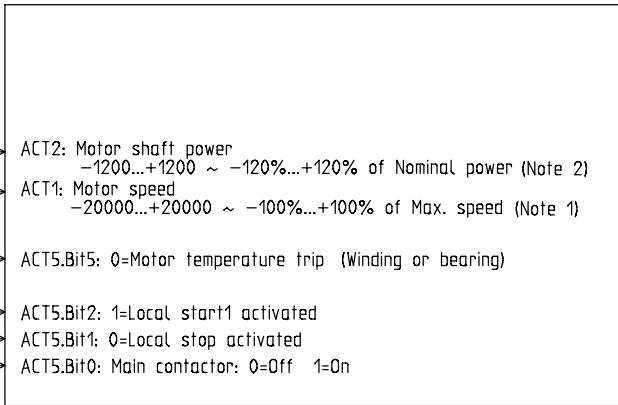 ACT2: Motor shaft power
-1200...+1200 ~ -120%...+120% of Nominal power (Note 2)
ACT1: Motor speed
-20000...+20000 ~ -100%...+100% of Max. speed (Note 1)
ACT5.Bit5: 0=Motor temperature trip (Winding or bearing)
ACT5.Bit2: 1=Local start1 activated
ACT5.Bit1: 0=Local stop activated
ACT5.Bit0: Main contactor: 0=Off 1=On